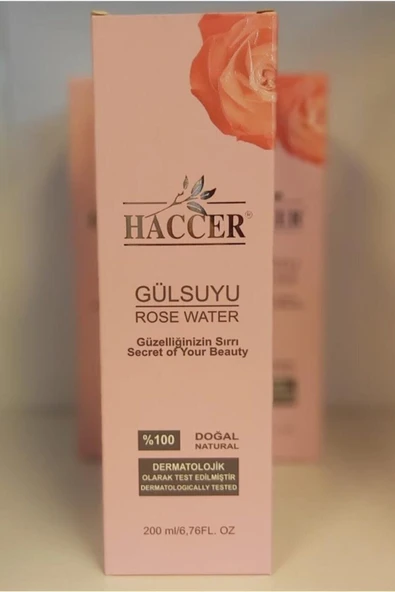 HACCER®
GÜLSUYU
ROSE WATER
Güzelliğinizin Sırrı
Secret of Your Beauty
%100 DOĞAL
NATURAL
DERMATOLOJİK
OLARAK TEST EDİLMİŞTİR
DERMATOLOGICALLY TESTED
200 ml/6,76FL. OZ